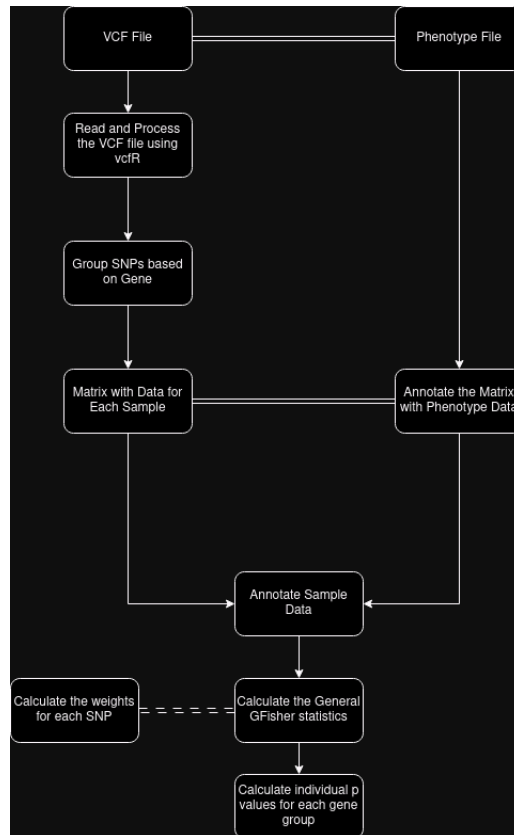 VCF File
Phenotype File
Read and Process
the VCF file using
vcfR
Group SNPs based
on Gene
Matrix with Data for
Each Sample
Annotate the Matrix
with Phenotype Data
Annotate Sample
Data
Calculate the weights
for each SNP
Calculate the General
GFisher statistics
Calculate individual p
values for each gene
group